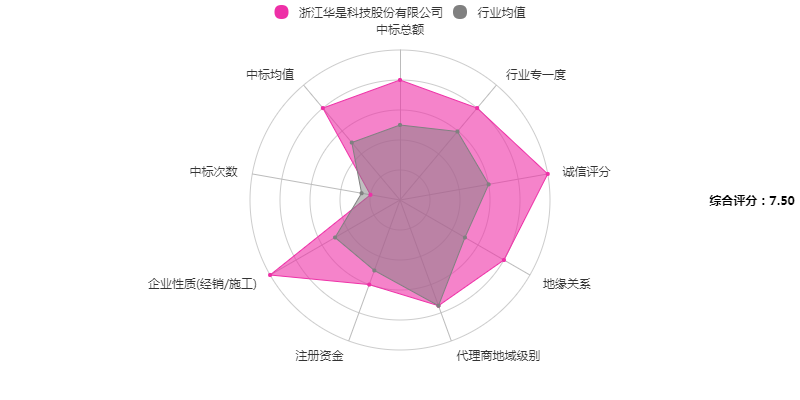 浙江华是科技股份有限公司 行业均值
中标总额
中标均值
行业专一度
中标次数
诚信评分
综合评分：7.50
企业性质(经销/施工)
地缘关系
注册资金
代理商地域级别